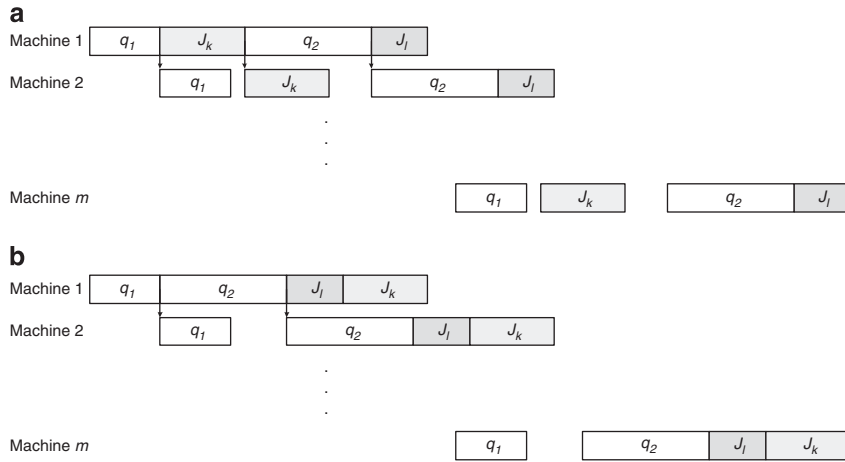 a
Machine 1 q₁ Jₖ q₂ Jₗ
Machine 2 q₁ Jₖ q₂ Jₗ
Machine m q₁ Jₖ q₂ Jₗ
b
Machine 1 q₁ q₂ Jₗ Jₖ
Machine 2 q₁ q₂ Jₗ Jₖ
Machine m q₁ q₂ Jₗ Jₖ